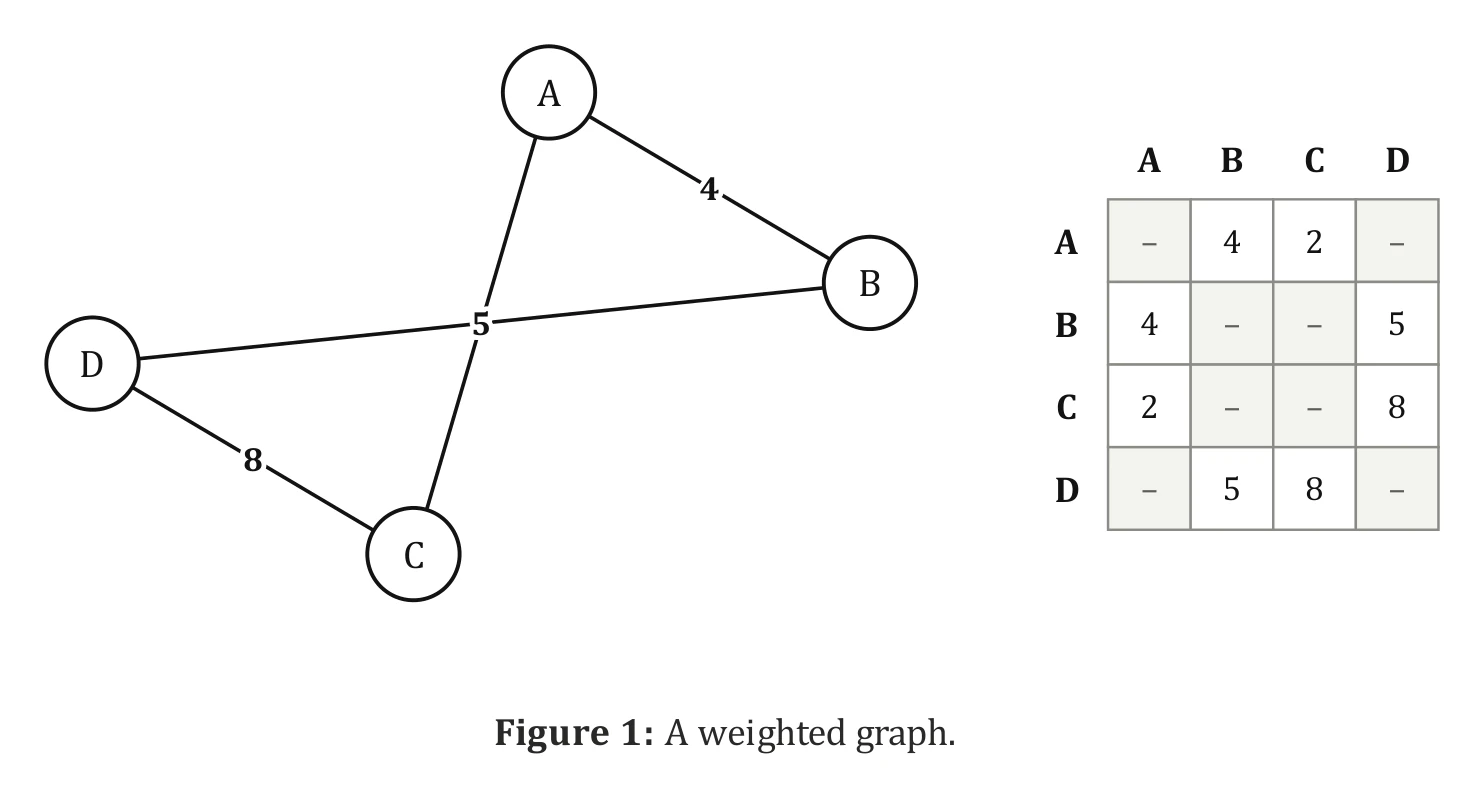 A
4
B
5
D
8
C
A B C D
A – 4 2 –
B 4 – – 5
C 2 – – 8
D – 5 8 –
Figure 1: A weighted graph.